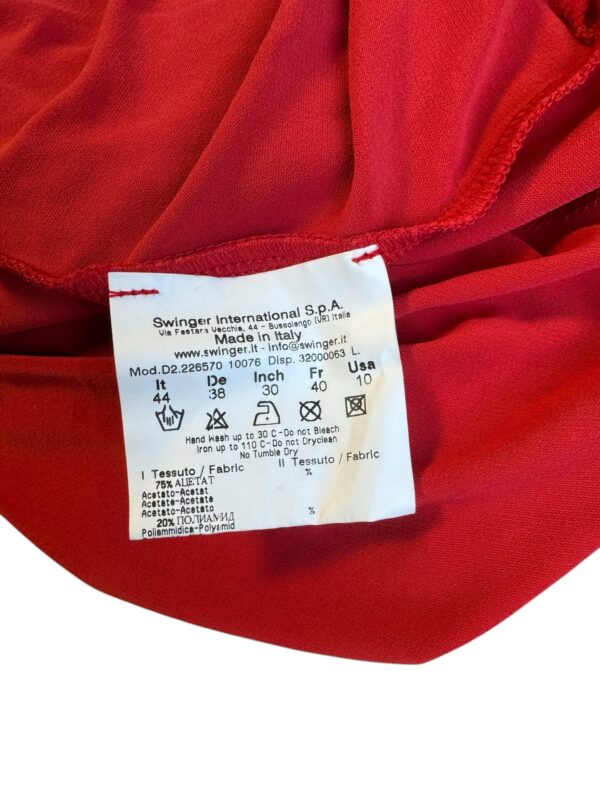 Swinger International S.p.A.
Via Festara Vecchia, 44 - Bussolengo (VR) Italia
Made in Italy
www.swinger.it - info@swinger.it
Mod.D2.226570 10076 Disp. 32000063 L.
It De Inch Fr Usa
44 38 30 40 10
Hand Wash up to 30 C-Do not Bleach
Iron up to 110 C-Do not Dryclean
No Tumble Dry
I Tessuto / Fabric II Tessuto / Fabric
75% АЦЕТАТ %
Acetato-Acetat
Acetate-Acetate
Acetato-Acetato
20% ПОЛИАМИД %
Poliammidica-Polyamid